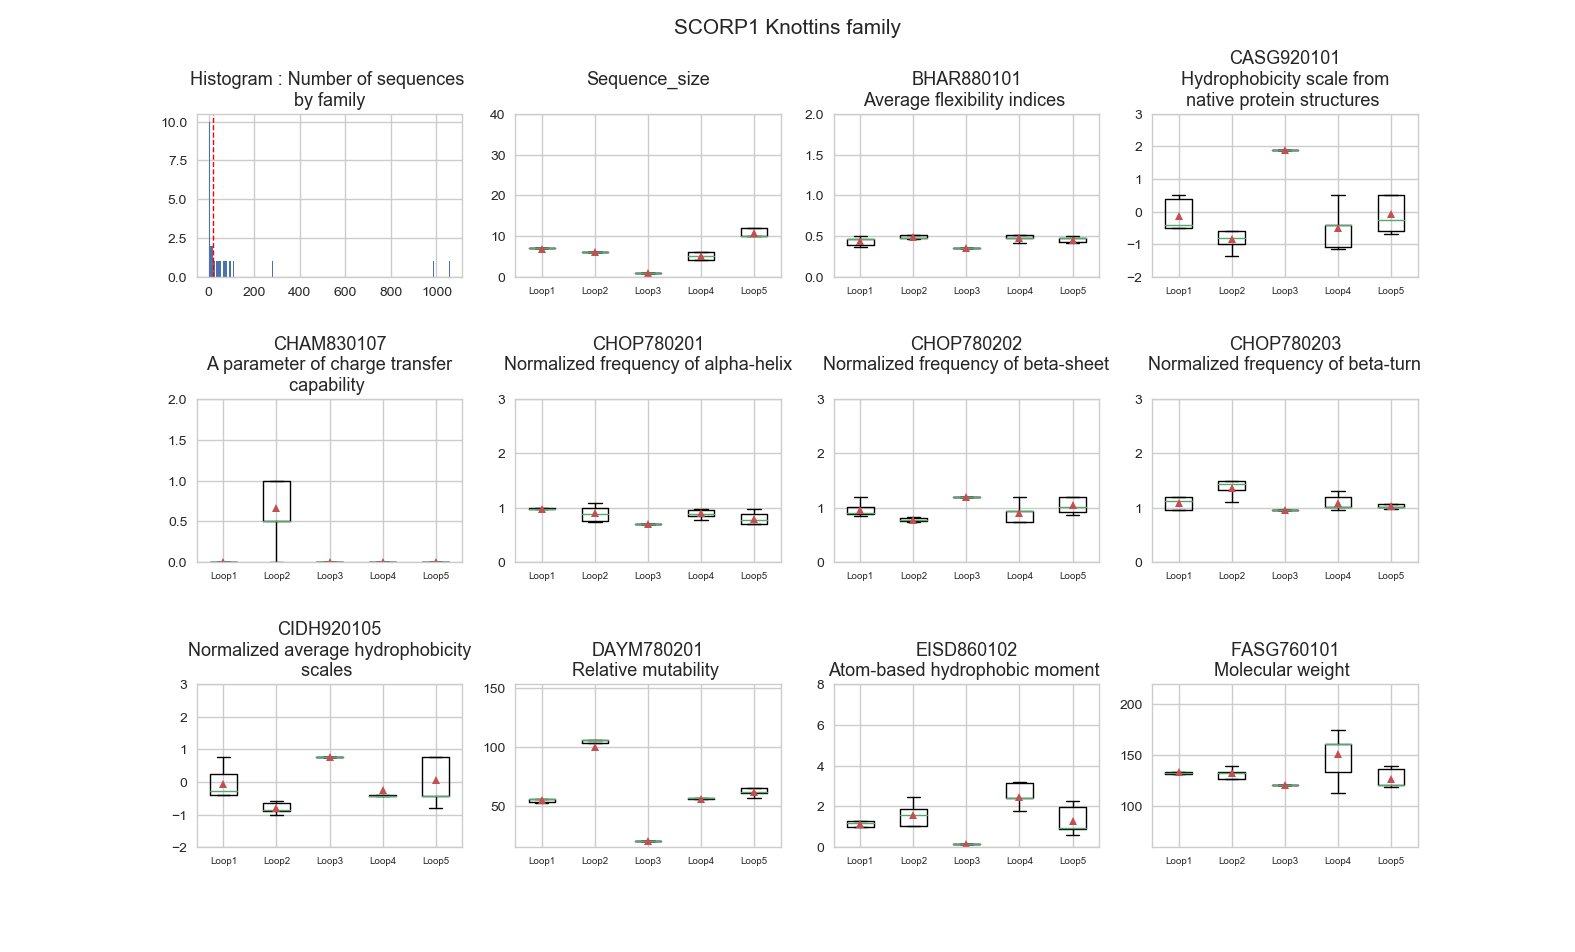 SCORP1 Knottins family
Histogram : Number of sequences
by family
10.0
7.5
5.0
2.5
0.0
0 200 400 600 800 1000
Sequence_size
40
30
20
10
0
Loop1 Loop2 Loop3 Loop4 Loop5
BHAR880101
Average flexibility indices
2.0
1.5
1.0
0.5
0.0
Loop1 Loop2 Loop3 Loop4 Loop5
CASG920101
Hydrophobicity scale from
native protein structures
3
2
1
0
−1
−2
Loop1 Loop2 Loop3 Loop4 Loop5
CHAM830107
A parameter of charge transfer
capability
2.0
1.5
1.0
0.5
0.0
Loop1 Loop2 Loop3 Loop4 Loop5
CHOP780201
Normalized frequency of alpha-helix
3
2
1
0
Loop1 Loop2 Loop3 Loop4 Loop5
CHOP780202
Normalized frequency of beta-sheet
3
2
1
0
Loop1 Loop2 Loop3 Loop4 Loop5
CHOP780203
Normalized frequency of beta-turn
3
2
1
0
Loop1 Loop2 Loop3 Loop4 Loop5
CIDH920105
Normalized average hydrophobicity
scales
3
2
1
0
−1
−2
Loop1 Loop2 Loop3 Loop4 Loop5
DAYM780201
Relative mutability
150
100
50
Loop1 Loop2 Loop3 Loop4 Loop5
EISD860102
Atom-based hydrophobic moment
8
6
4
2
0
Loop1 Loop2 Loop3 Loop4 Loop5
FASG760101
Molecular weight
200
150
100
Loop1 Loop2 Loop3 Loop4 Loop5